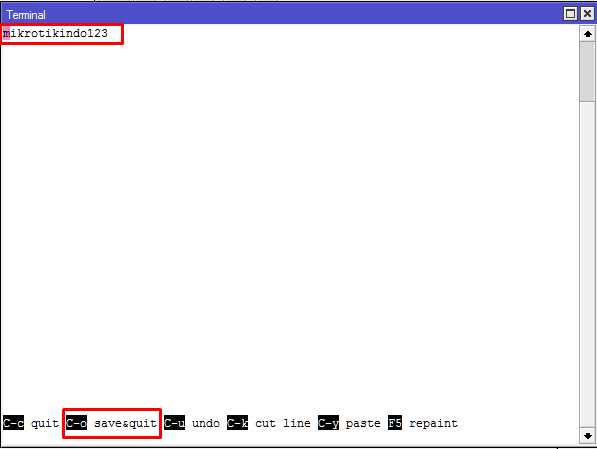 Terminal
mikrotikindo123
C-c quit C-o save&quit C-u undo C-k cut line C-y paste F5 repaint